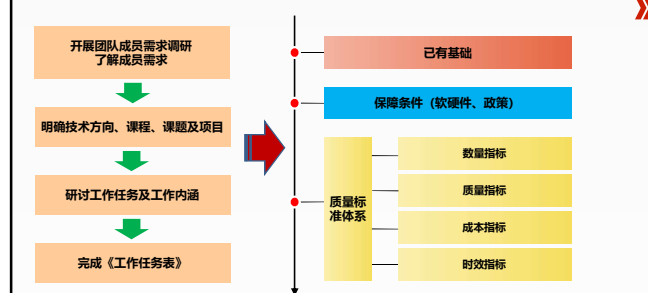 开展团队成员需求调研
了解成员需求
明确技术方向、课程、课题及项目
研讨工作任务及工作内涵
完成《工作任务表》
已有基础
保障条件（软硬件、政策）
质量标
准体系
数量指标
质量指标
成本指标
时效指标